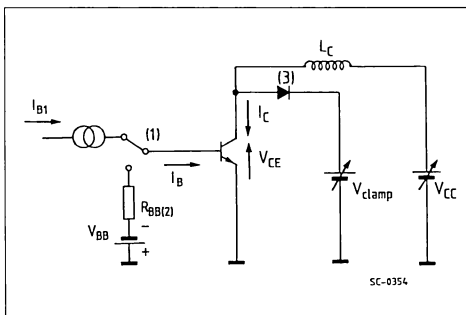 L_C
(3)
I_B1
(1)
I_C
I_B
V_CE
V_clamp
V_CC
R_BB(2)
V_BB
-
+
SC-0354